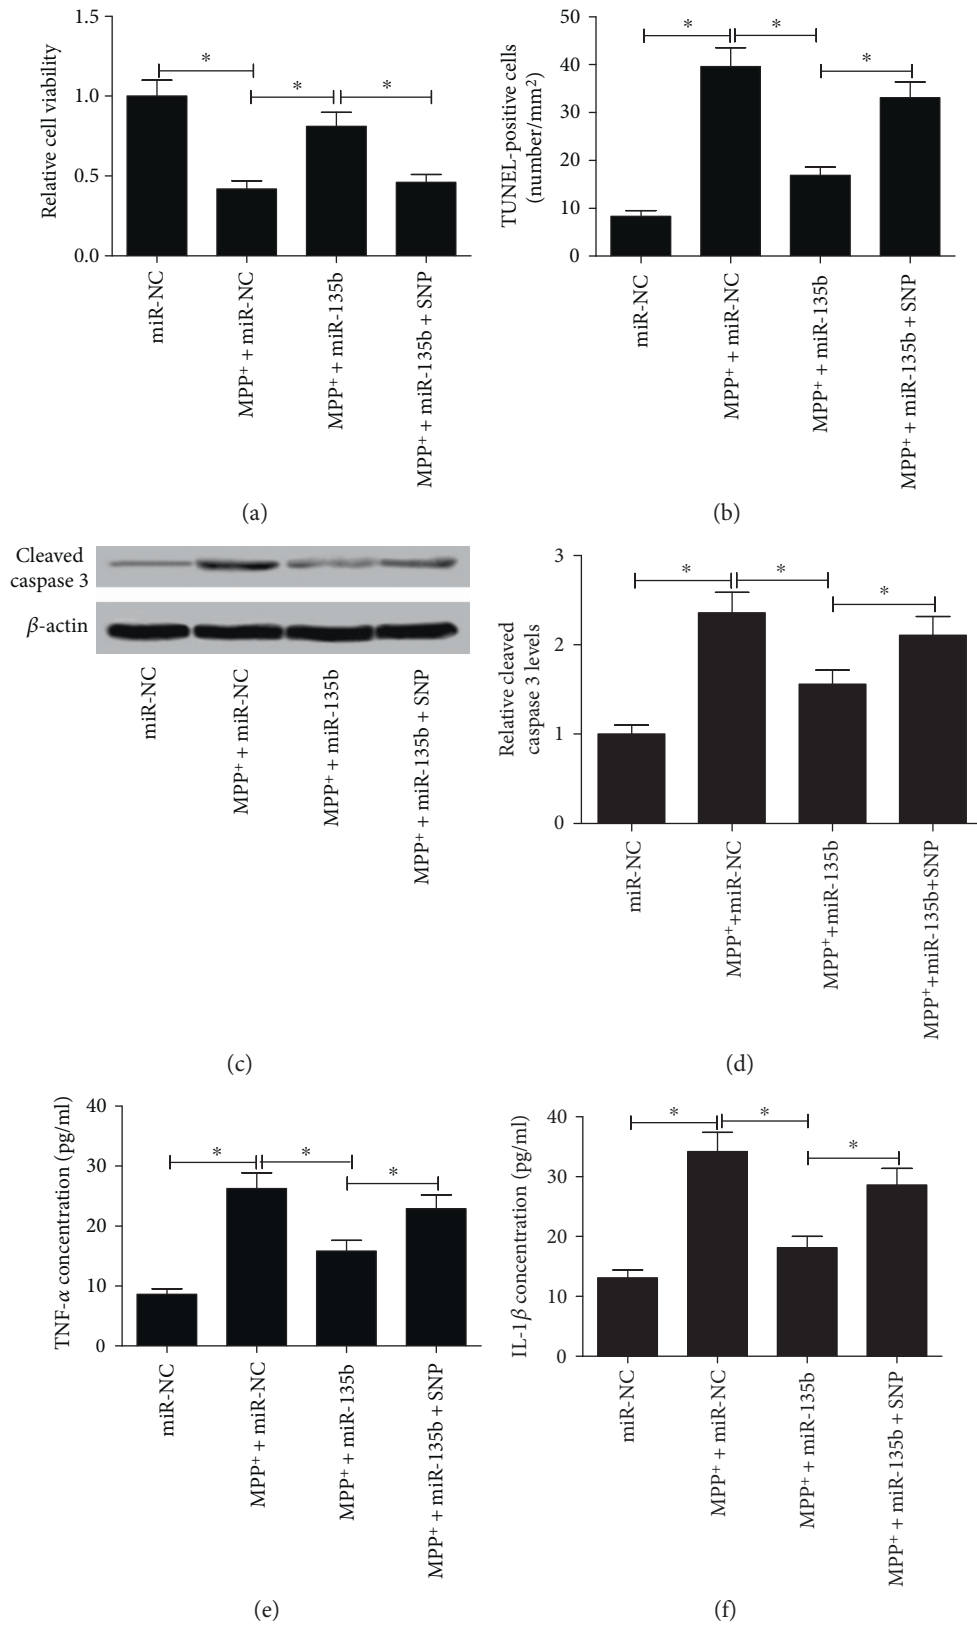 Relative cell viability
1.5
1.0
0.5
0.0
*
*
*
miR-NC
MPP⁺ + miR-NC
MPP⁺ + miR-135b
MPP⁺ + miR-135b + SNP
(a)
TUNEL-positive cells
(number/mm²)
50
40
30
20
10
0
*
*
*
miR-NC
MPP⁺ + miR-NC
MPP⁺ + miR-135b
MPP⁺ + miR-135b + SNP
(b)
Cleaved
caspase 3
β-actin
miR-NC
MPP⁺ + miR-NC
MPP⁺ + miR-135b
MPP⁺ + miR-135b + SNP
(c)
Relative cleaved
caspase 3 levels
3
2
1
0
*
*
*
miR-NC
MPP⁺+miR-NC
MPP⁺+miR-135b
MPP⁺+miR-135b+SNP
(d)
TNF-α concentration (pg/ml)
40
30
20
10
0
*
*
*
miR-NC
MPP⁺ + miR-NC
MPP⁺ + miR-135b
MPP⁺ + miR-135b + SNP
(e)
IL-1β concentration (pg/ml)
40
30
20
10
0
*
*
*
miR-NC
MPP⁺ + miR-NC
MPP⁺ + miR-135b
MPP⁺ + miR-135b + SNP
(f)